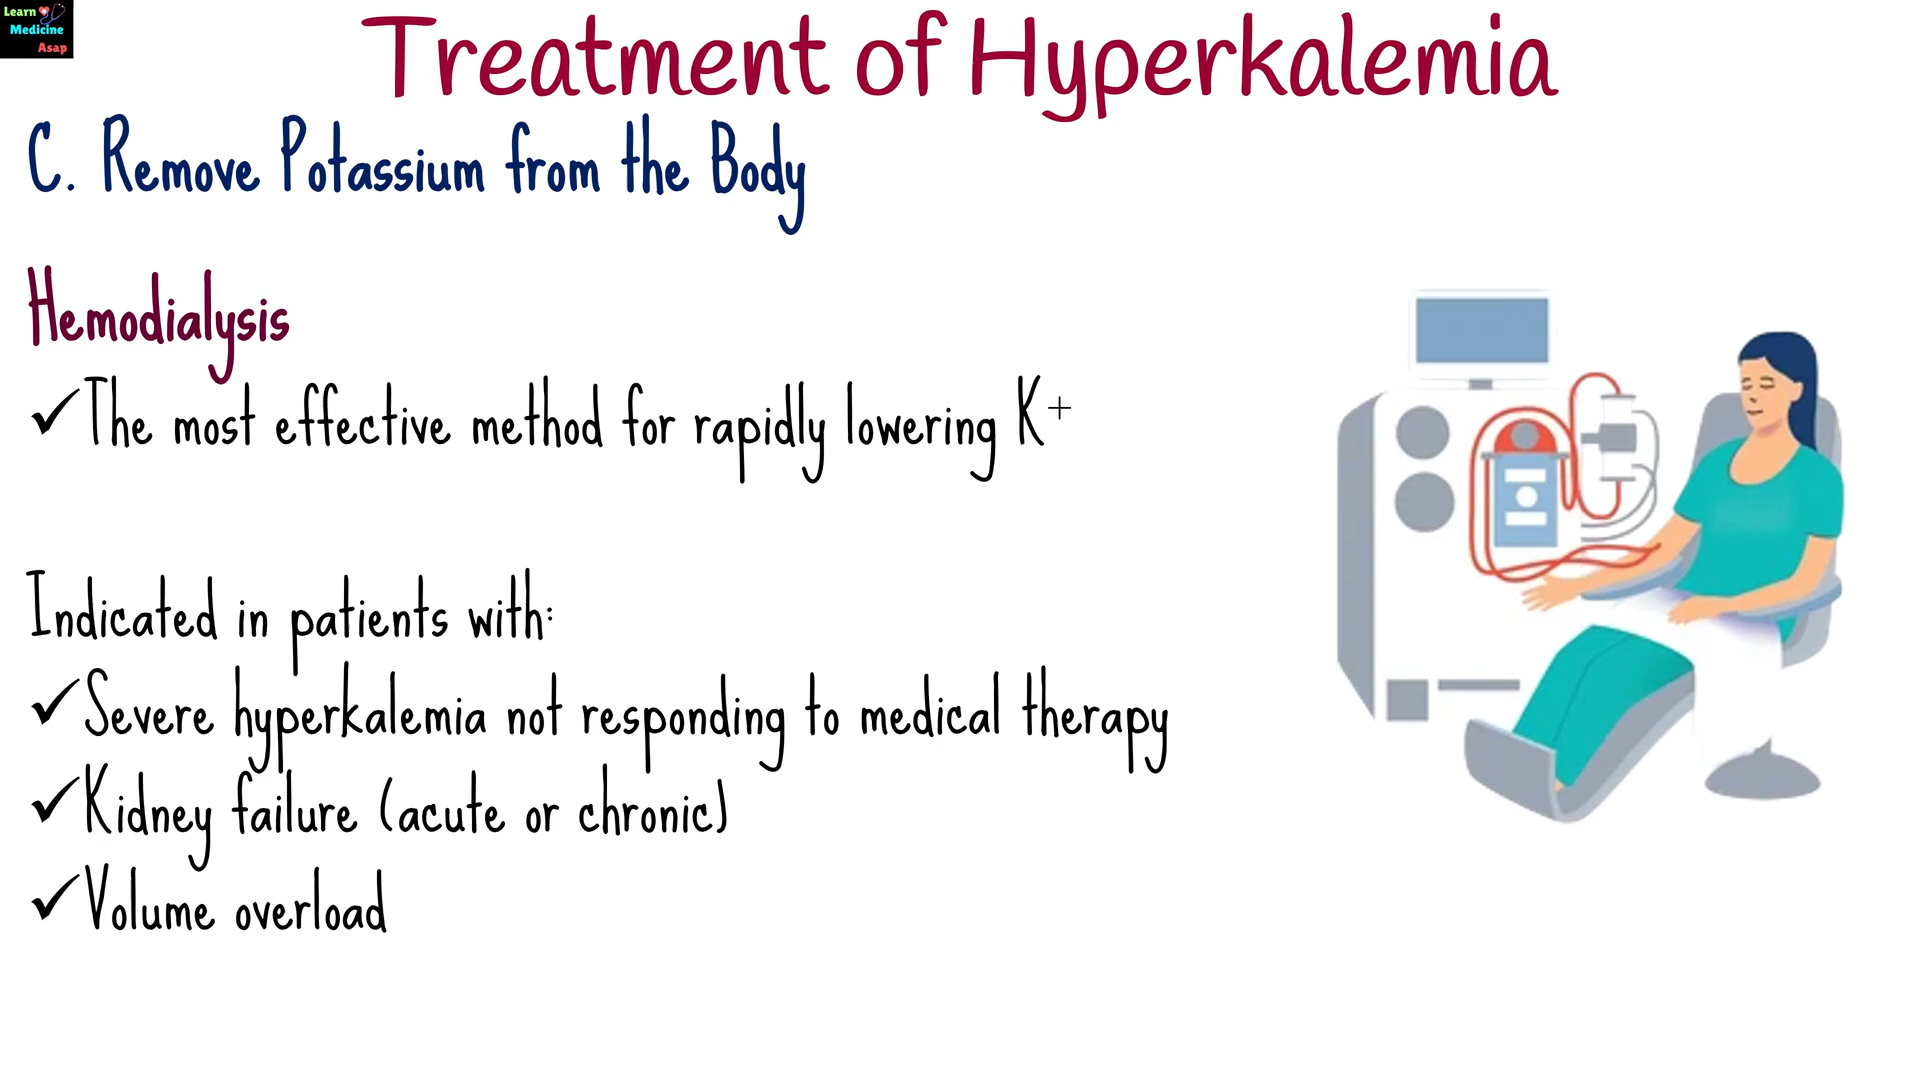 Learn
Medicine
Asap
Treatment of Hyperkalemia
C. Remove Potassium from the Body
Hemodialysis
✓The most effective method for rapidly lowering K⁺
Indicated in patients with:
✓Severe hyperkalemia not responding to medical therapy
✓Kidney failure (acute or chronic)
✓Volume overload